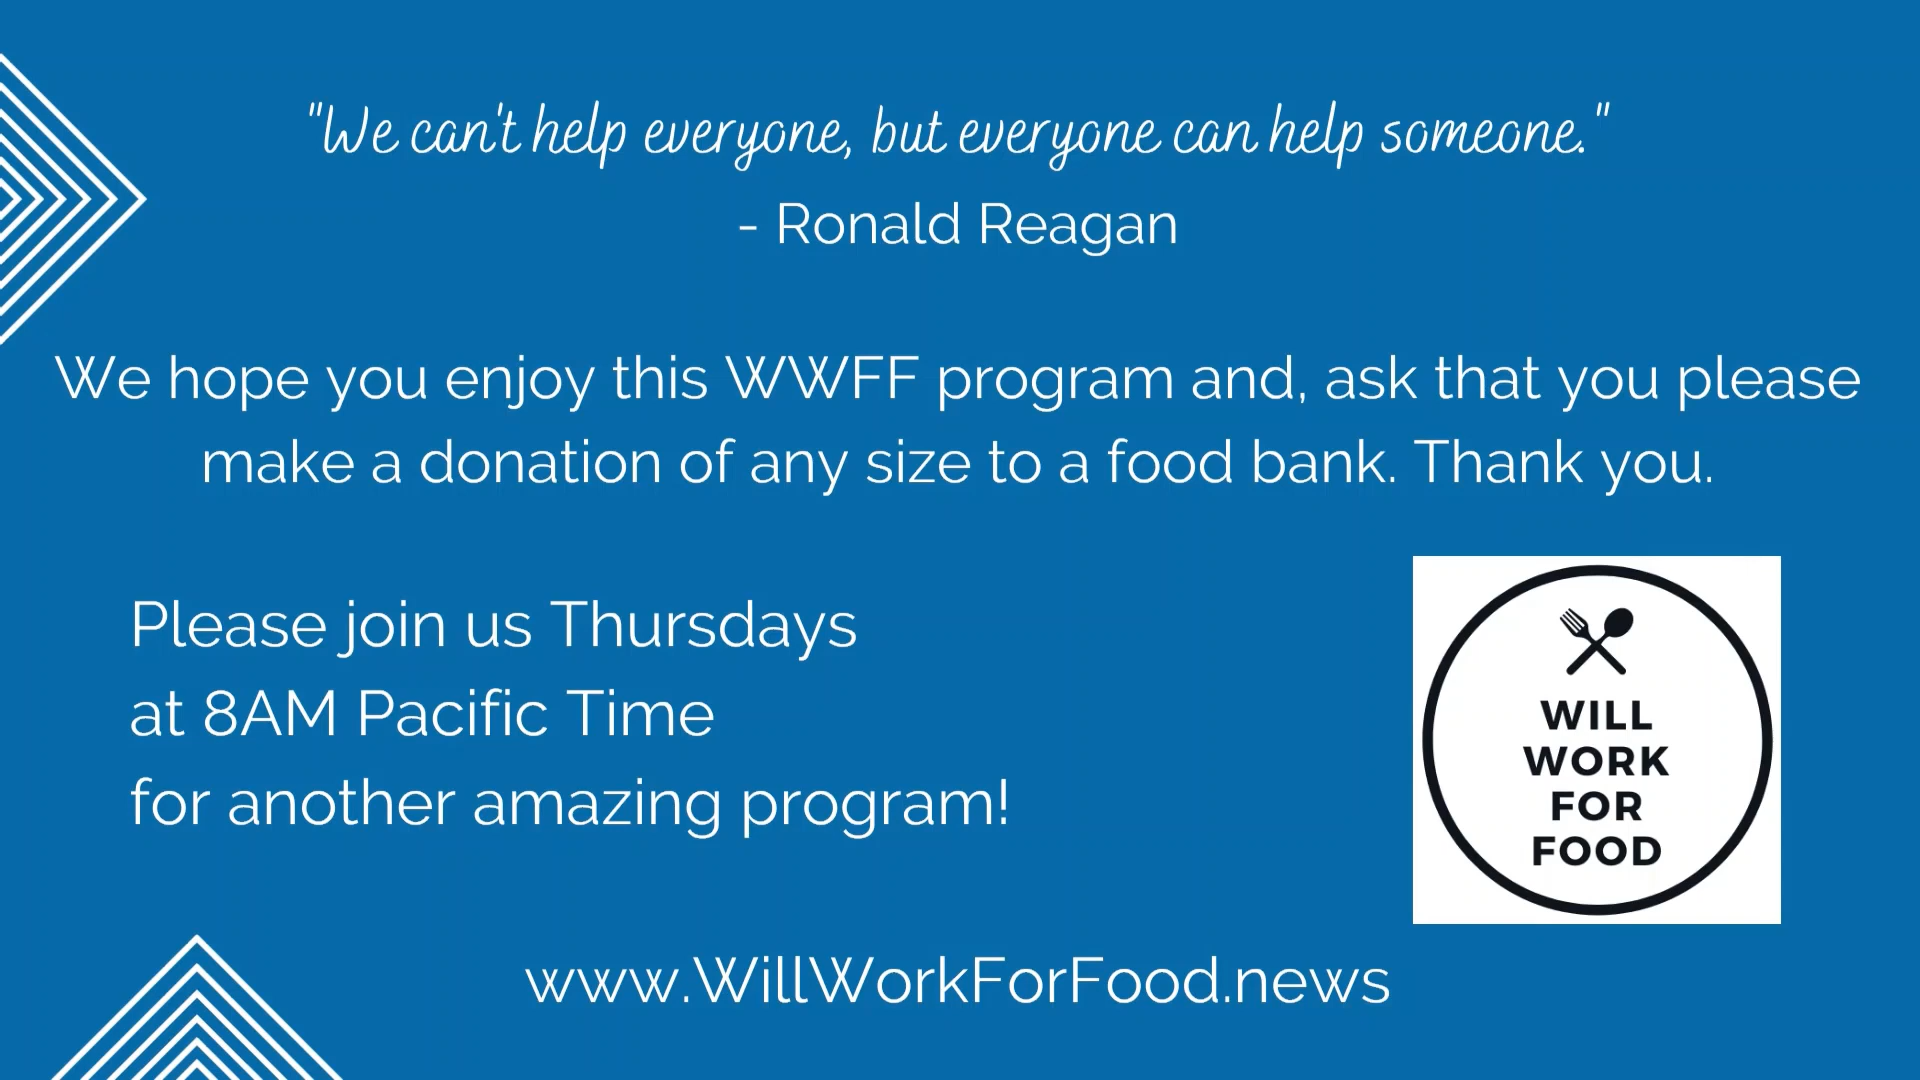 "We can't help everyone, but everyone can help someone."
- Ronald Reagan
We hope you enjoy this WWFF program and, ask that you please
make a donation of any size to a food bank. Thank you.
Please join us Thursdays
at 8AM Pacific Time
for another amazing program!
WILL
WORK
FOR
FOOD
www.WillWorkForFood.news